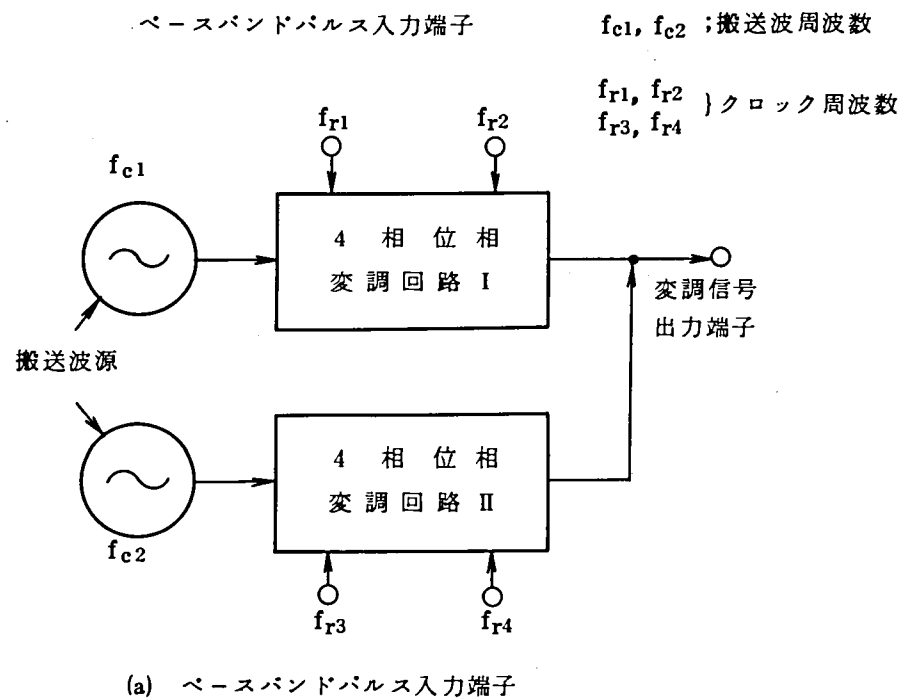 ベースバンドパルス入力端子
fc1, fc2 ;搬送波周波数
fr1, fr2
fr3, fr4
}クロック周波数
fr1
fr2
fc1
4 相 位 相
変 調 回 路 I
変調信号
出力端子
搬送波源
4 相 位 相
変 調 回 路 II
fc2
fr3
fr4
(a) ベースバンドパルス入力端子